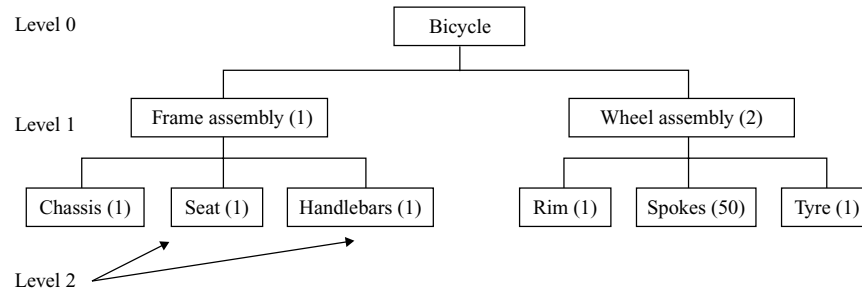 Level 0
Bicycle
Level 1
Frame assembly (1)
Wheel assembly (2)
Chassis (1)
Seat (1)
Handlebars (1)
Rim (1)
Spokes (50)
Tyre (1)
Level 2